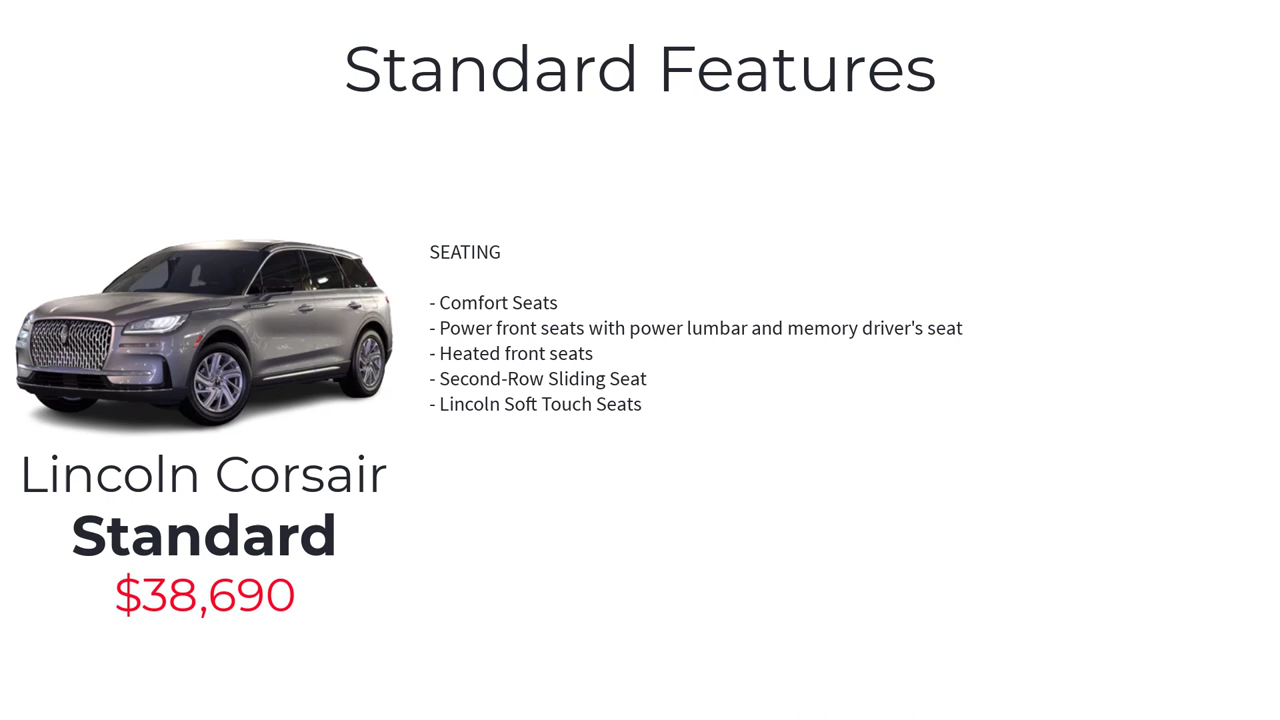 Standard Features
SEATING
- Comfort Seats
- Power front seats with power lumbar and memory driver's seat
- Heated front seats
- Second-Row Sliding Seat
- Lincoln Soft Touch Seats
Lincoln Corsair
Standard
$38,690